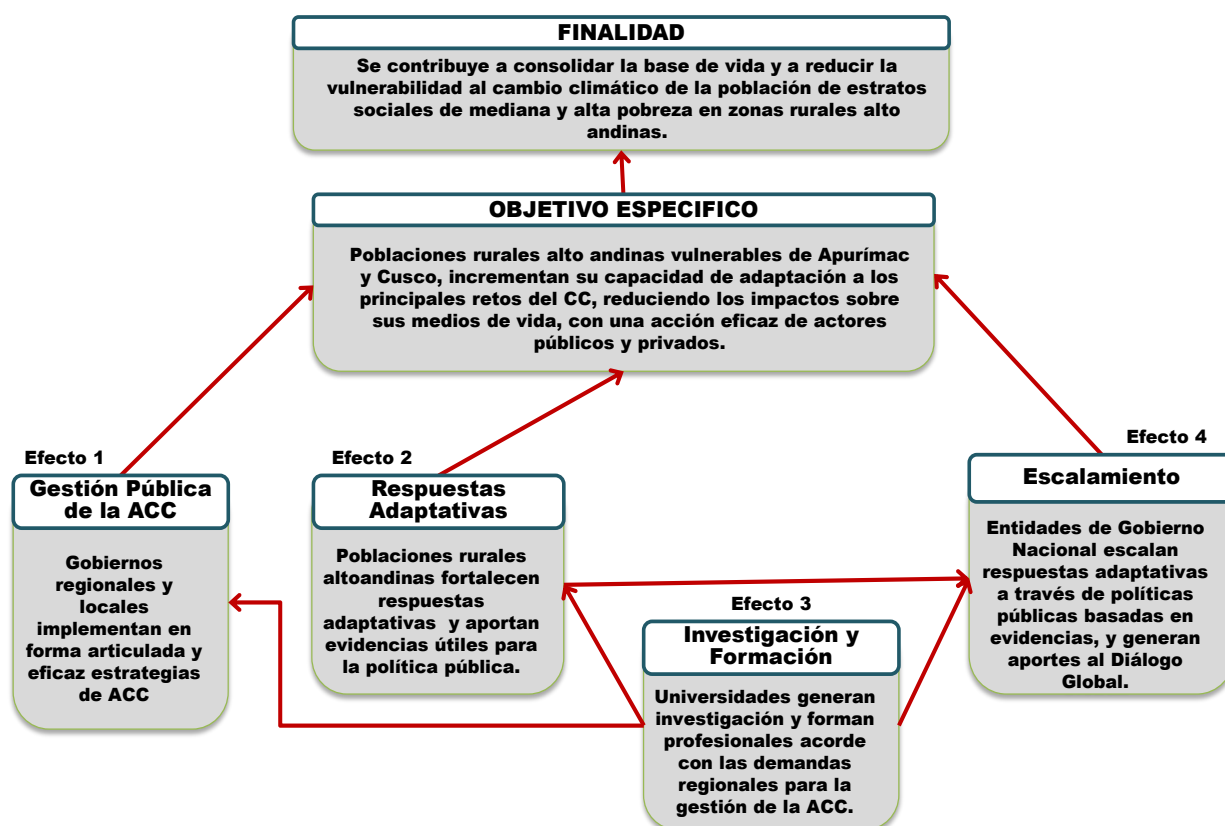 FINALIDAD
Se contribuye a consolidar la base de vida y a reducir la
vulnerabilidad al cambio climático de la población de estratos
sociales de mediana y alta pobreza en zonas rurales alto
andinas.
OBJETIVO ESPECIFICO
Poblaciones rurales alto andinas vulnerables de Apurímac
y Cusco, incrementan su capacidad de adaptación a los
principales retos del CC, reduciendo los impactos sobre
sus medios de vida, con una acción eficaz de actores
públicos y privados.
Efecto 1
Gestión Pública
de la ACC
Gobiernos
regionales y
locales
implementan en
forma articulada y
eficaz estrategias
de ACC
Efecto 2
Respuestas
Adaptativas
Poblaciones rurales
altoandinas fortalecen
respuestas
adaptativas y aportan
evidencias útiles para
la política pública.
Efecto 3
Investigación y
Formación
Universidades generan
investigación y forman
profesionales acorde
con las demandas
regionales para la
gestión de la ACC.
Efecto 4
Escalamiento
Entidades de Gobierno
Nacional escalan
respuestas adaptativas
a través de políticas
públicas basadas en
evidencias, y generan
aportes al Diálogo
Global.